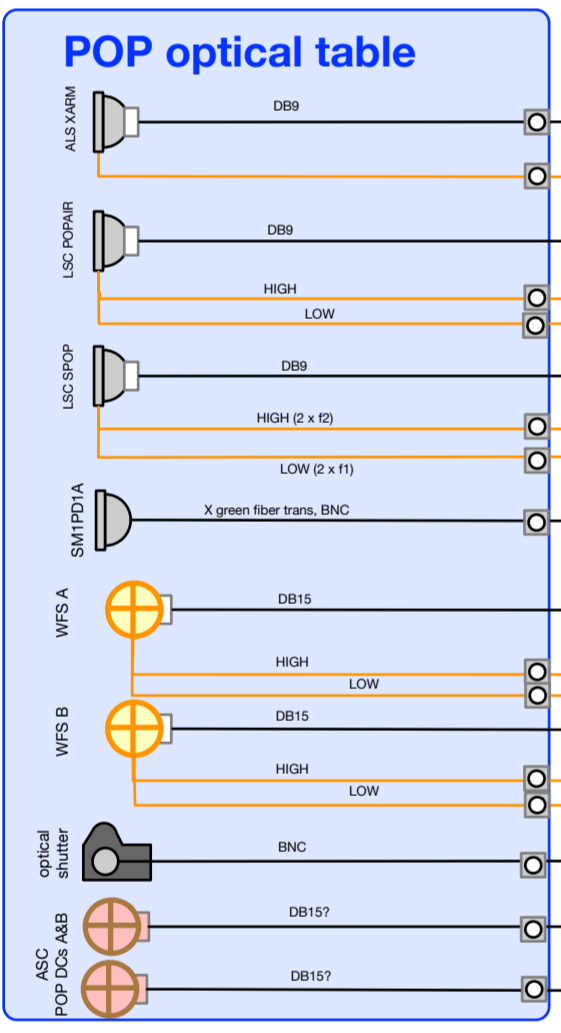 POP optical table
ALS XARM
DB9
LSC POPAIR
DB9
HIGH
LOW
LSC SPOP
DB9
HIGH (2 x f2)
LOW (2 x f1)
SM1PD1A
X green fiber trans, BNC
WFS A
DB15
HIGH
LOW
WFS B
DB15
HIGH
LOW
optical
shutter
BNC
ASC
POP DCs A&B
DB15?
DB15?